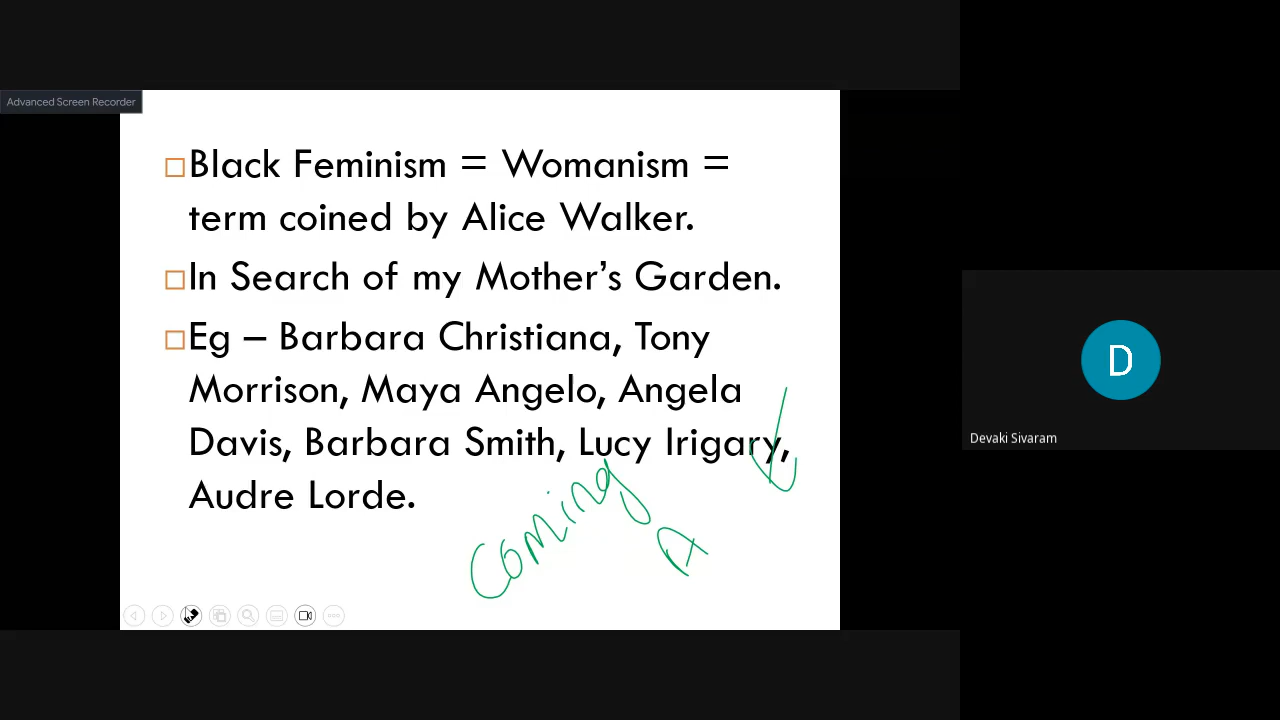 Advanced Screen Recorder
Black Feminism = Womanism =
term coined by Alice Walker.
In Search of my Mother's Garden.
Eg – Barbara Christiana, Tony
Morrison, Maya Angelo, Angela
Davis, Barbara Smith, Lucy Irigary,
Audre Lorde.
Coming
D
Devaki Sivaram